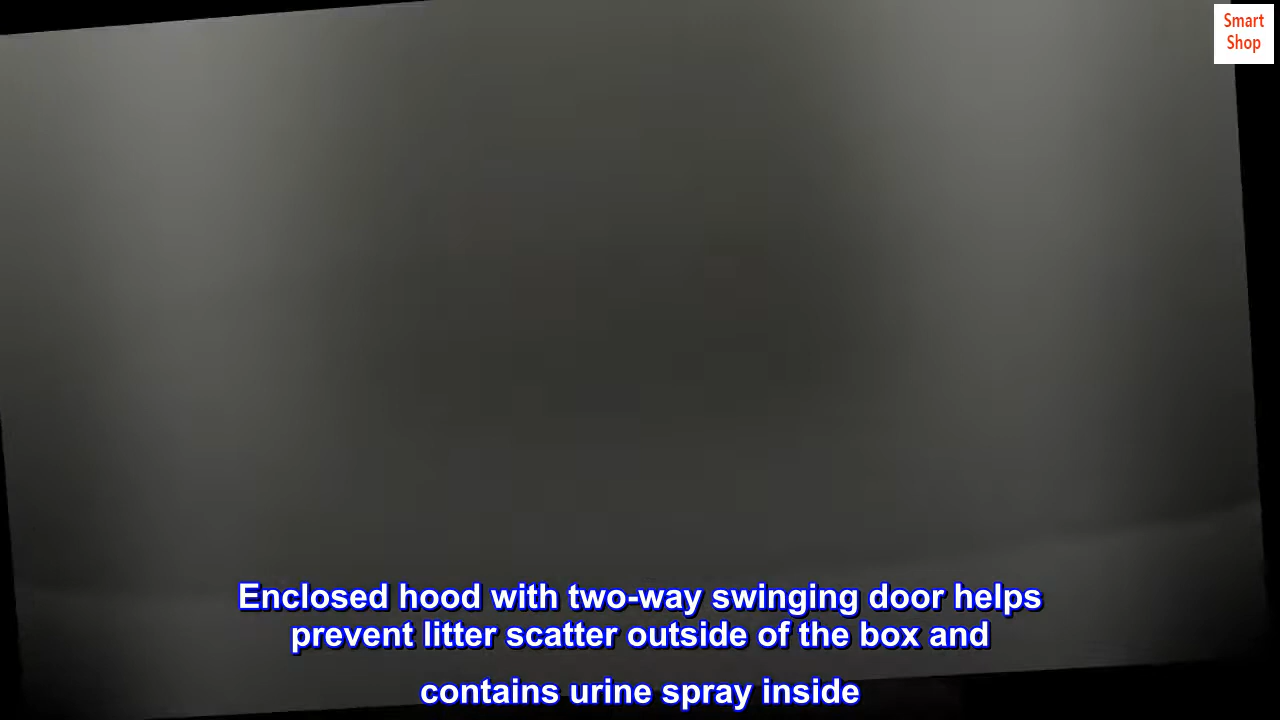 Smart
Shop
Enclosed hood with two-way swinging door helps
prevent litter scatter outside of the box and
contains urine spray inside